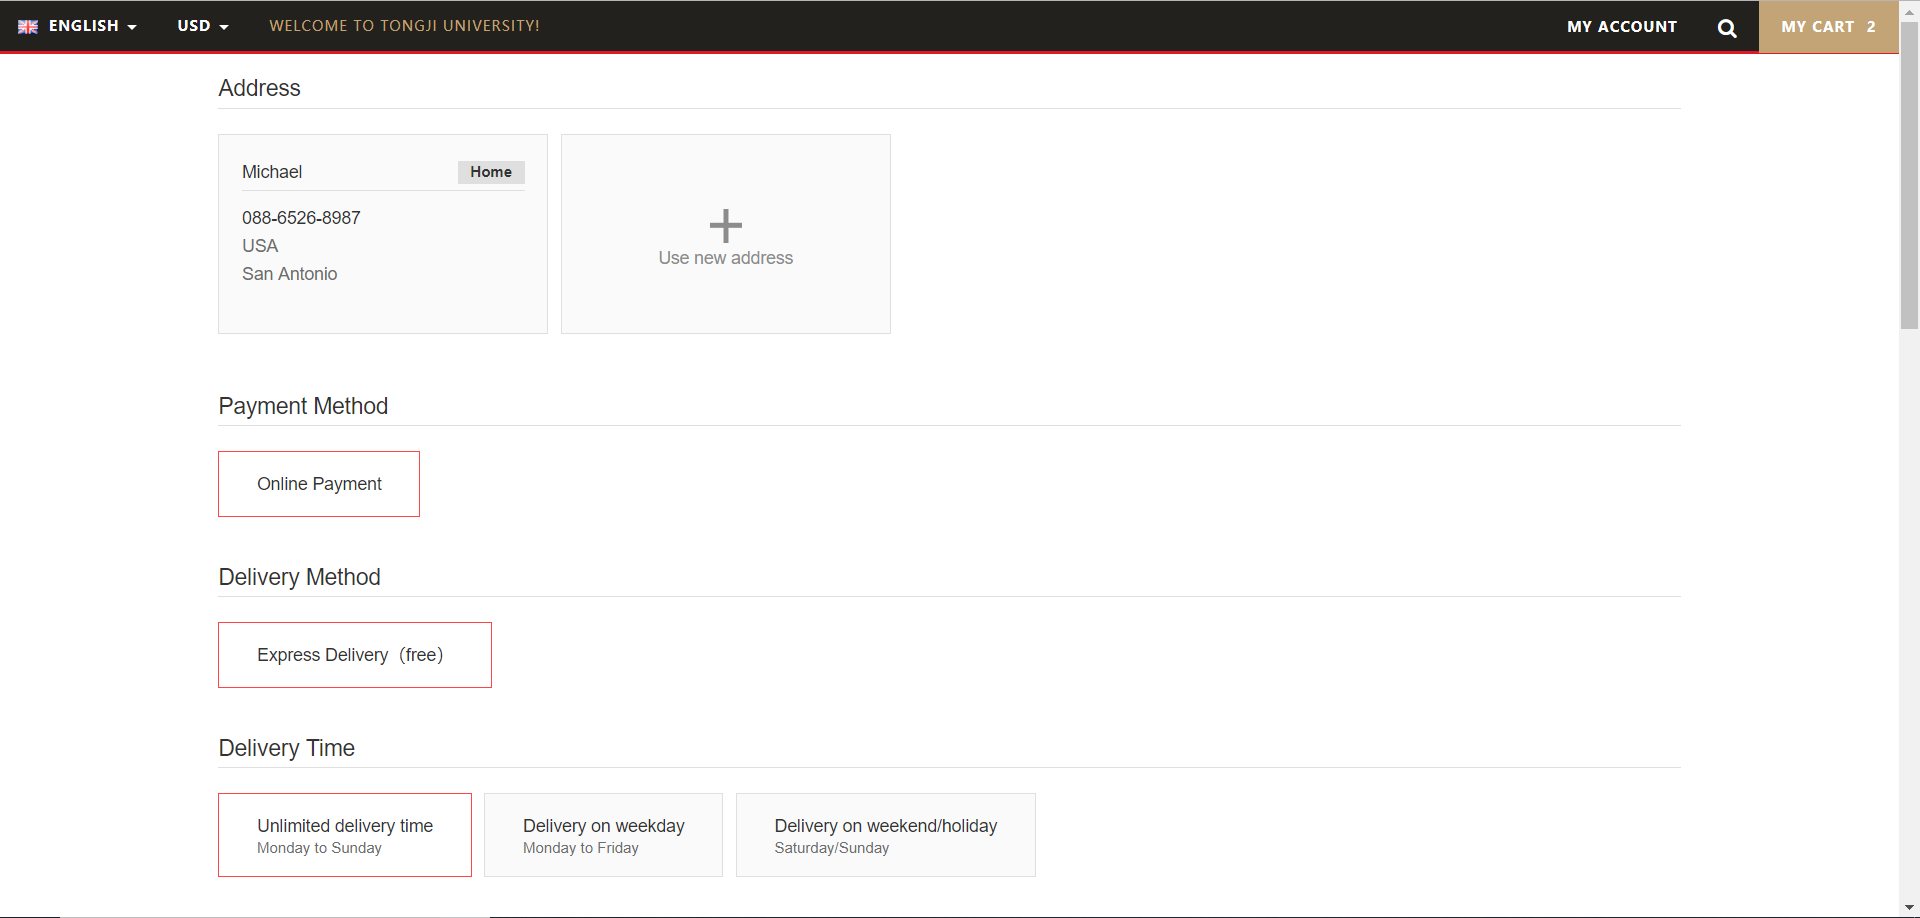 ENGLISH USD WELCOME TO TONGJI UNIVERSITY! MY ACCOUNT MY CART 2
Address
Michael Home
088-6526-8987
USA
San Antonio
Use new address
Payment Method
Online Payment
Delivery Method
Express Delivery（free）
Delivery Time
Unlimited delivery time
Monday to Sunday
Delivery on weekday
Monday to Friday
Delivery on weekend/holiday
Saturday/Sunday